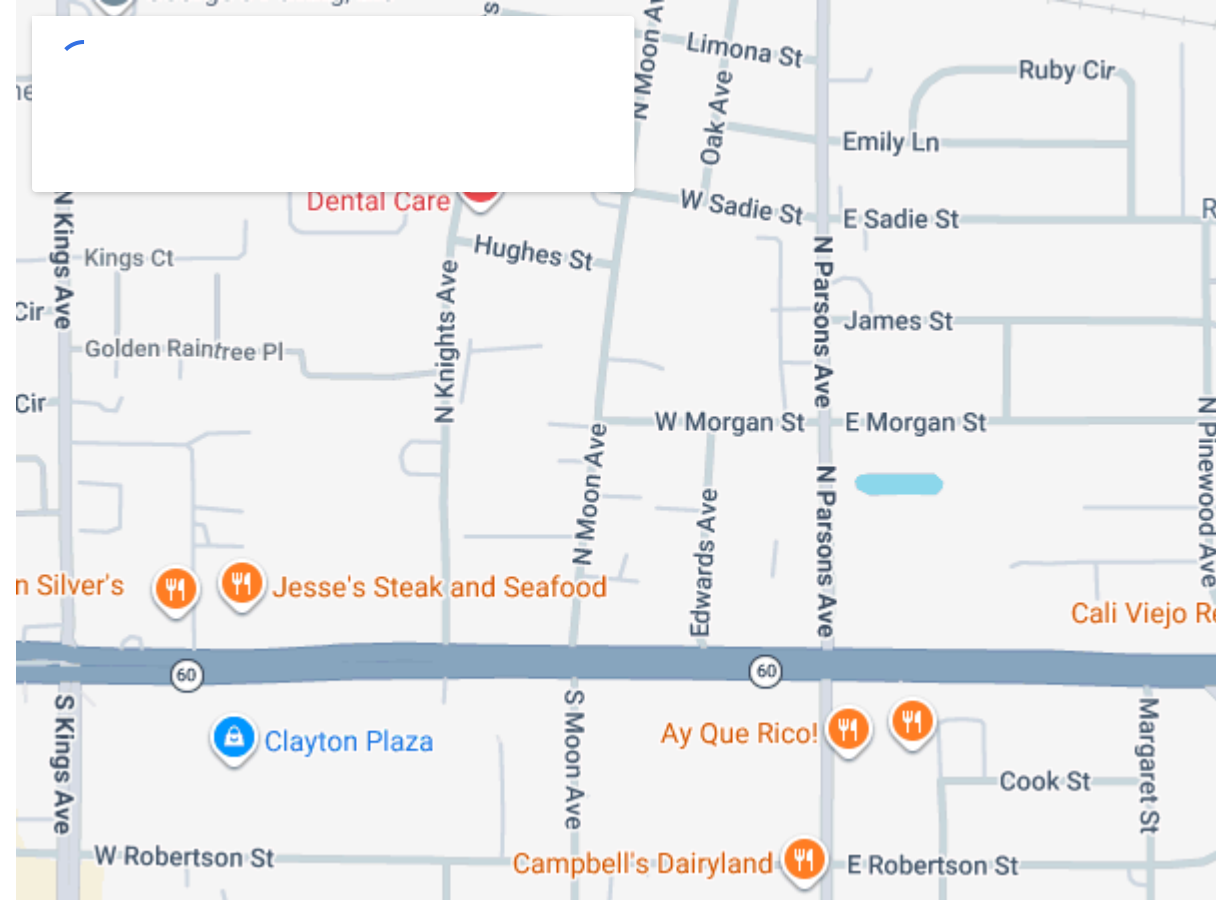 Limona St
Ruby Cir
N Moon Av
Oak Ave
Emily Ln
Dental Care
W Sadie St
E Sadie St
N Kings Ave
Kings Ct
Hughes St
N Parsons Ave
Cir
N Knights Ave
James St
Golden Raintree Pl
Cir
W Morgan St
E Morgan St
N Pinewood Ave
N Moon Ave
N Parsons Ave
Edwards Ave
n Silver's
Jesse's Steak and Seafood
Cali Viejo Re
60
60
S Kings Ave
Clayton Plaza
S Moon Ave
Ay Que Rico!
Margaret St
Cook St
W Robertson St
Campbell's Dairyland
E Robertson St